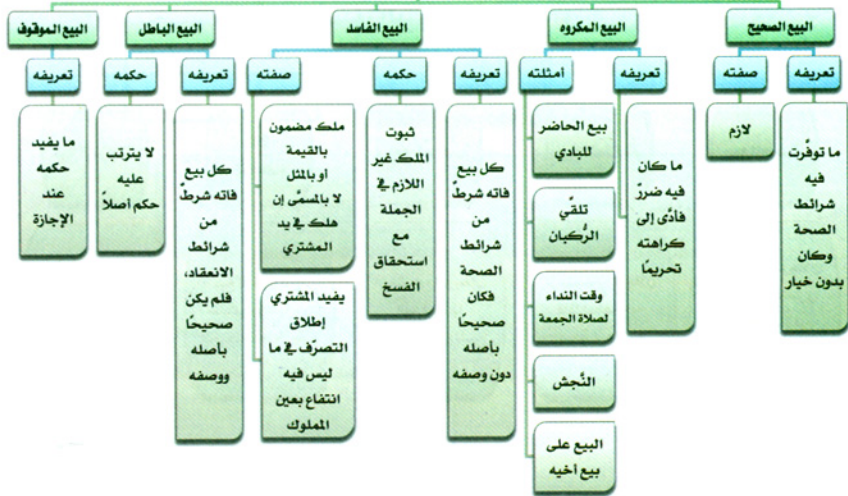 البيع الصحيح
تعريفه
ما توفّرت
فيه
شرائط
الصحة
وكان
بدون خيار
صفته
لازم
البيع المكروه
تعريفه
ما كان
فيه ضررٌ
فأدّى إلى
كراهته
تحريمًا
أمثلته
بيع الحاضر
للبادي
تلقّي
الرُّكبان
وقت النداء
لصلاة الجمعة
النَّجش
البيع على
بيع أخيه
البيع الفاسد
تعريفه
كل بيع
فاته شرطٌ
من
شرائط
الصحة
فكان
صحيحًا
بأصله
دون وصفه
حكمه
ثبوت
الملك غير
اللازم في
الجملة
مع
استحقاق
الفسخ
صفته
ملك مضمون
بالقيمة
أو بالمثل
لا بالمسمَّى إن
هلك في يد
المشتري
يفيد المشتري
إطلاق
التصرّف في ما
ليس فيه
انتفاع بعين
المملوك
البيع الباطل
تعريفه
كل بيع
فاته شرطٌ
من
شرائط
الانعقاد،
فلم يكن
صحيحًا
بأصله
ووصفه
حكمه
لا يترتب
عليه
حكم أصلاً
البيع الموقوف
تعريفه
ما يفيد
حكمه
عند
الإجازة